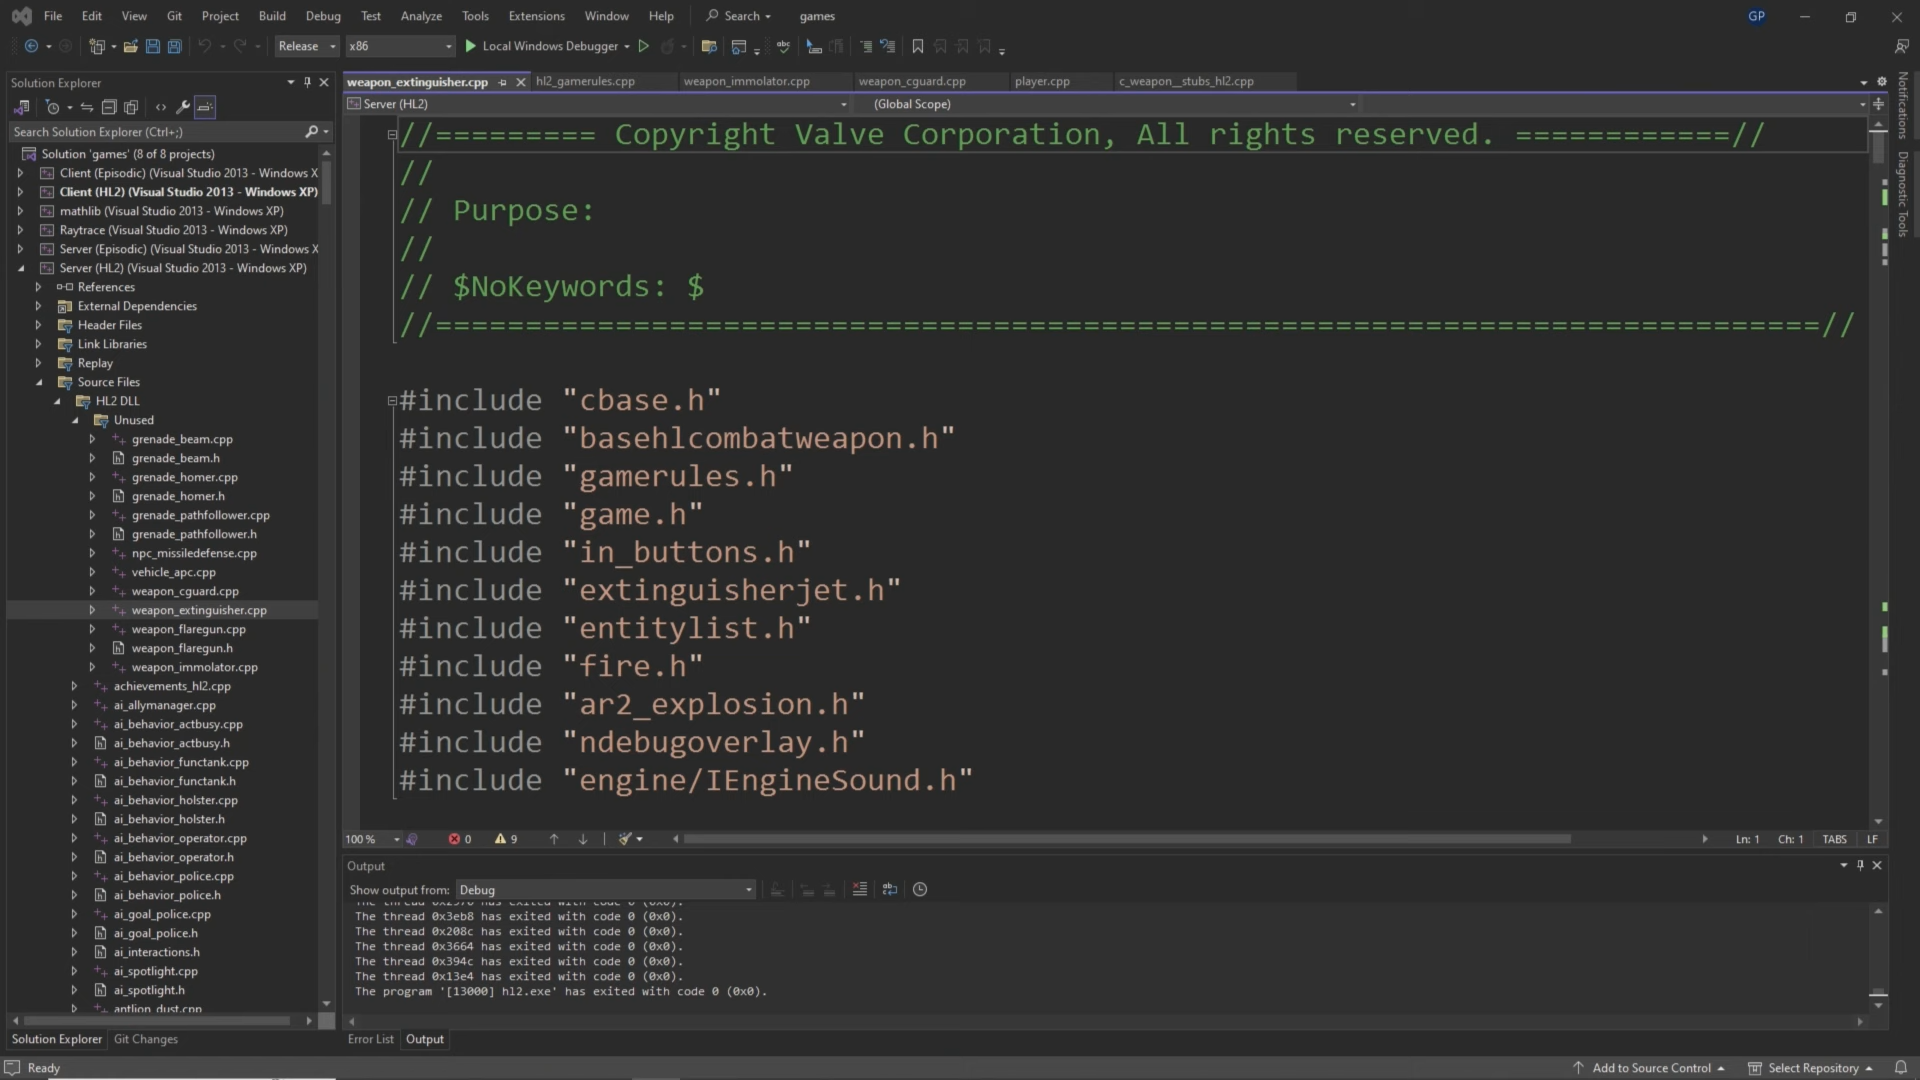 File Edit View Git Project Build Debug Test Analyze Tools Extensions Window Help Search games GP
Release x86 Local Windows Debugger
Solution Explorer
Search Solution Explorer (Ctrl+;)
Solution 'games' (8 of 8 projects)
Client (Episodic) (Visual Studio 2013 - Windows X
Client (HL2) (Visual Studio 2013 - Windows XP)
mathlib (Visual Studio 2013 - Windows XP)
Raytrace (Visual Studio 2013 - Windows XP)
Server (Episodic) (Visual Studio 2013 - Windows X
Server (HL2) (Visual Studio 2013 - Windows XP)
References
External Dependencies
Header Files
Link Libraries
Replay
Source Files
HL2 DLL
Unused
grenade_beam.cpp
grenade_beam.h
grenade_homer.cpp
grenade_homer.h
grenade_pathfollower.cpp
grenade_pathfollower.h
npc_missiledefense.cpp
vehicle_apc.cpp
weapon_cguard.cpp
weapon_extinguisher.cpp
weapon_flaregun.cpp
weapon_flaregun.h
weapon_immolator.cpp
achievements_hl2.cpp
ai_allymanager.cpp
ai_behavior_actbusy.cpp
ai_behavior_actbusy.h
ai_behavior_functank.cpp
ai_behavior_functank.h
ai_behavior_holster.cpp
ai_behavior_holster.h
ai_behavior_operator.cpp
ai_behavior_operator.h
ai_behavior_police.cpp
ai_behavior_police.h
ai_goal_police.cpp
ai_goal_police.h
ai_interactions.h
ai_spotlight.cpp
ai_spotlight.h
antlion_dust.cpp
Solution Explorer Git Changes
weapon_extinguisher.cpp hl2_gamerules.cpp weapon_immolator.cpp weapon_cguard.cpp player.cpp c_weapon__stubs_hl2.cpp
Server (HL2) (Global Scope)
//========= Copyright Valve Corporation, All rights reserved. ============//
//
// Purpose:
//
// $NoKeywords: $
//=============================================================================//
#include "cbase.h"
#include "basehlcombatweapon.h"
#include "gamerules.h"
#include "game.h"
#include "in_buttons.h"
#include "extinguisherjet.h"
#include "entitylist.h"
#include "fire.h"
#include "ar2_explosion.h"
#include "ndebugoverlay.h"
#include "engine/IEngineSound.h"
100 % 0 9 Ln: 1 Ch: 1 TABS LF
Output
Show output from: Debug
The thread 0x3eb8 has exited with code 0 (0x0).
The thread 0x208c has exited with code 0 (0x0).
The thread 0x3664 has exited with code 0 (0x0).
The thread 0x394c has exited with code 0 (0x0).
The thread 0x13e4 has exited with code 0 (0x0).
The program '[13000] hl2.exe' has exited with code 0 (0x0).
Error List Output
Notifications
Diagnostic Tools
Ready Add to Source Control Select Repository